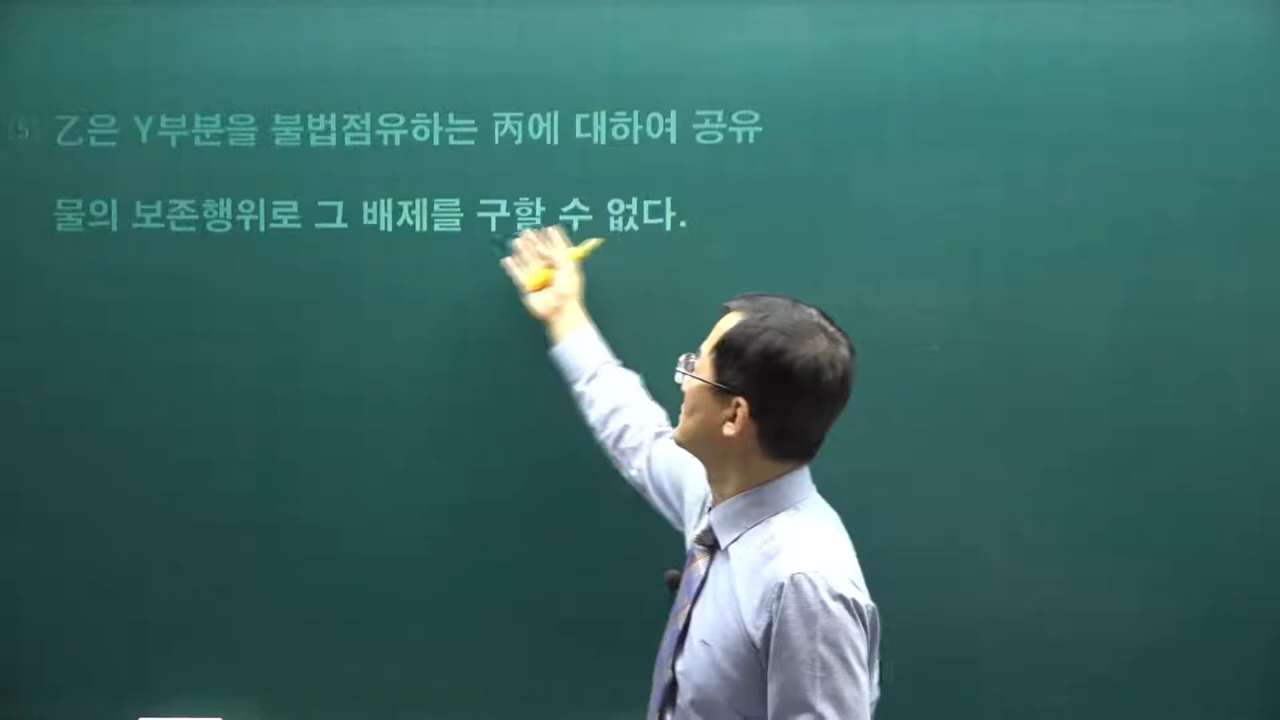 (5) 乙은 Y부분을 불법점유하는 丙에 대하여 공유
물의 보존행위로 그 배제를 구할 수 없다.